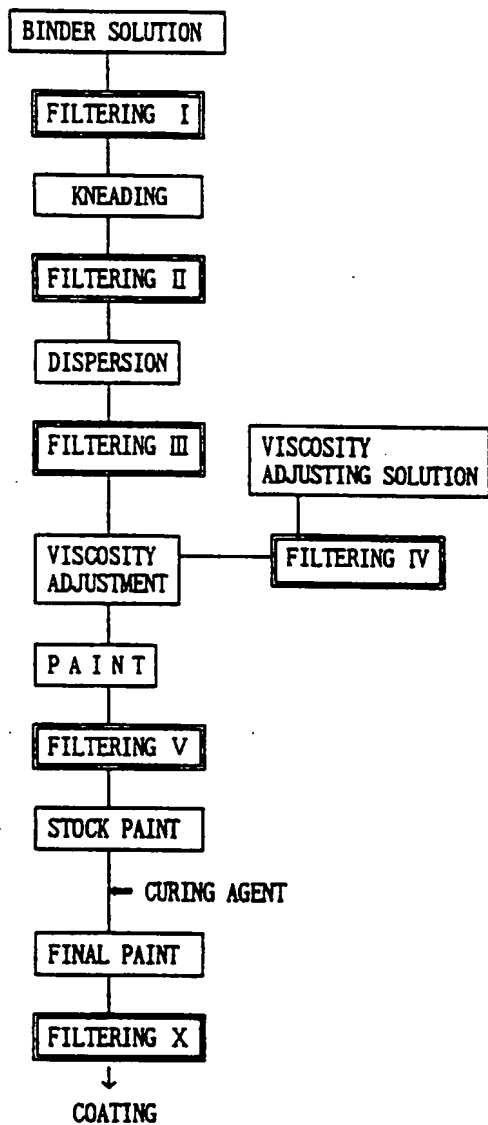 BINDER SOLUTION
FILTERING I
KNEADING
FILTERING II
DISPERSION
FILTERING III
VISCOSITY
ADJUSTING SOLUTION
FILTERING IV
VISCOSITY
ADJUSTMENT
PAINT
FILTERING V
STOCK PAINT
CURING AGENT
FINAL PAINT
FILTERING X
COATING